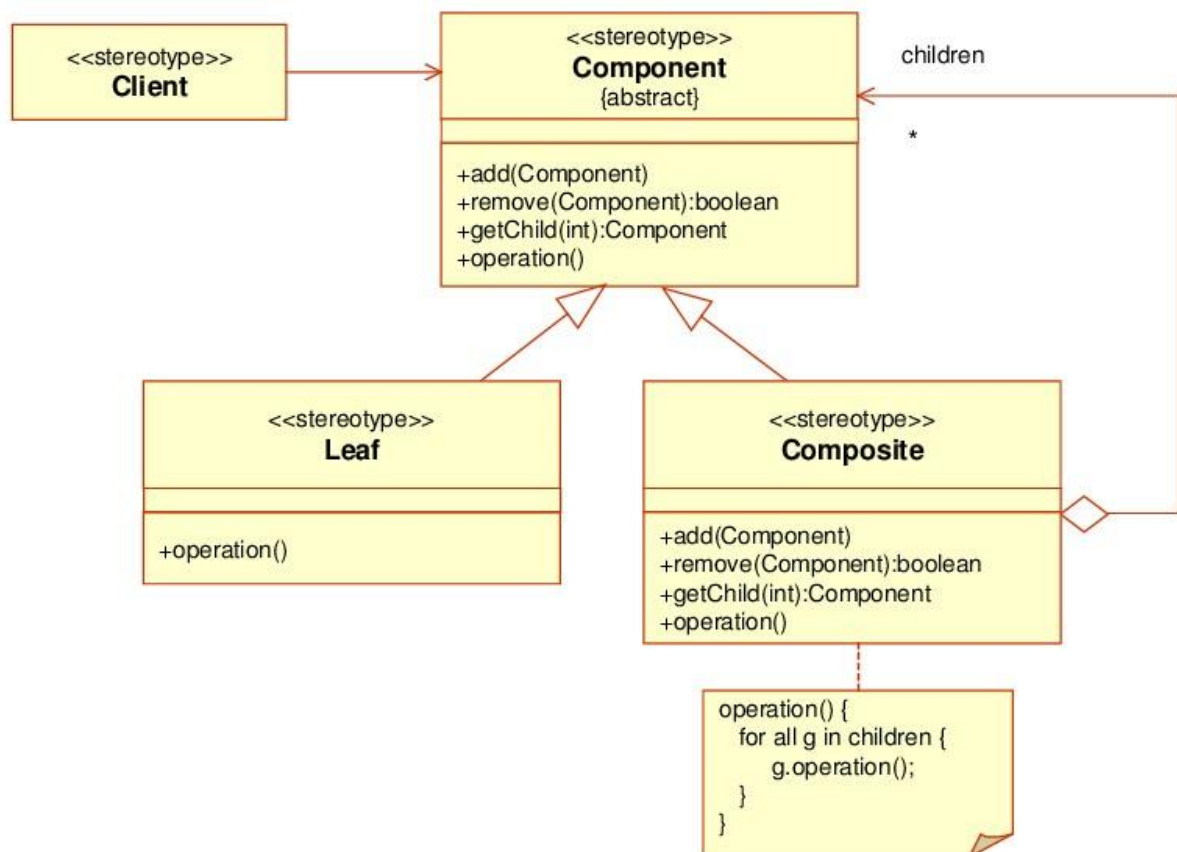 <<stereotype>>
Client
<<stereotype>>
Component
{abstract}
+add(Component)
+remove(Component):boolean
+getChild(int):Component
+operation()
children
*
<<stereotype>>
Leaf
+operation()
<<stereotype>>
Composite
+add(Component)
+remove(Component):boolean
+getChild(int):Component
+operation()
operation() {
for all g in children {
g.operation();
}
}